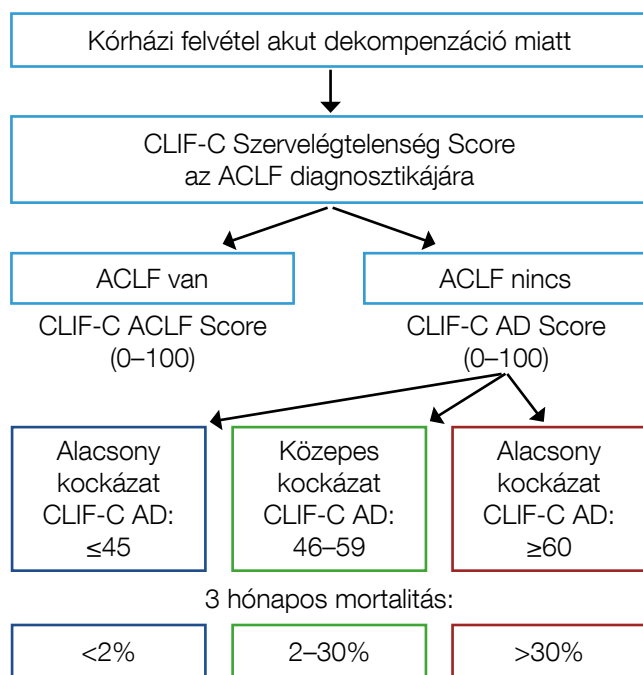 Kórházi felvétel akut dekompenzáció miatt
CLIF-C Szervelégtelenség Score
az ACLF diagnosztikájára
ACLF van
ACLF nincs
CLIF-C ACLF Score
(0–100)
CLIF-C AD Score
(0–100)
Alacsony
kockázat
CLIF-C AD:
≤45
Közepes
kockázat
CLIF-C AD:
46–59
Alacsony
kockázat
CLIF-C AD:
≥60
3 hónapos mortalitás:
<2%
2–30%
>30%